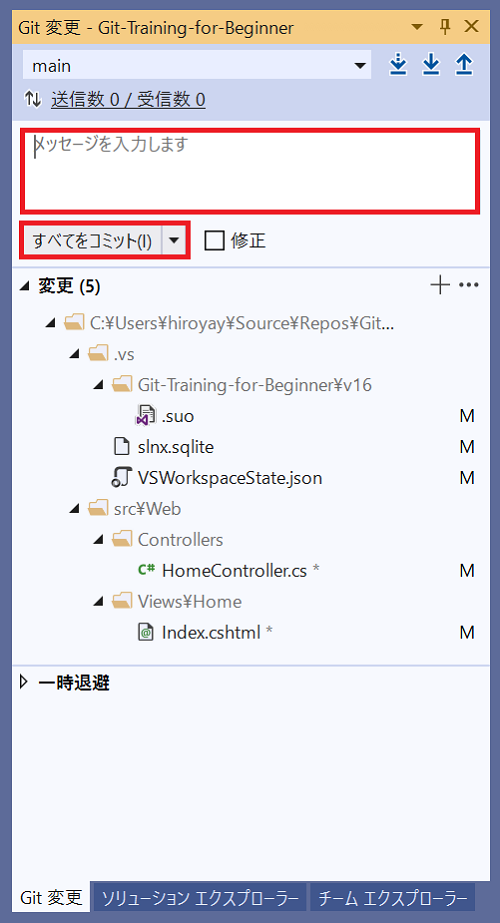 Git 変更 - Git-Training-for-Beginner
main
送信数 0 / 受信数 0
メッセージを入力します
すべてをコミット(I) 修正
変更 (5)
C:¥Users¥hiroyay¥Source¥Repos¥Git...
.vs
Git-Training-for-Beginner¥v16
.suo M
slnx.sqlite M
VSWorkspaceState.json M
src¥Web
Controllers
C# HomeController.cs * M
Views¥Home
Index.cshtml * M
一時退避
Git 変更 ソリューション エクスプローラー チーム エクスプローラー